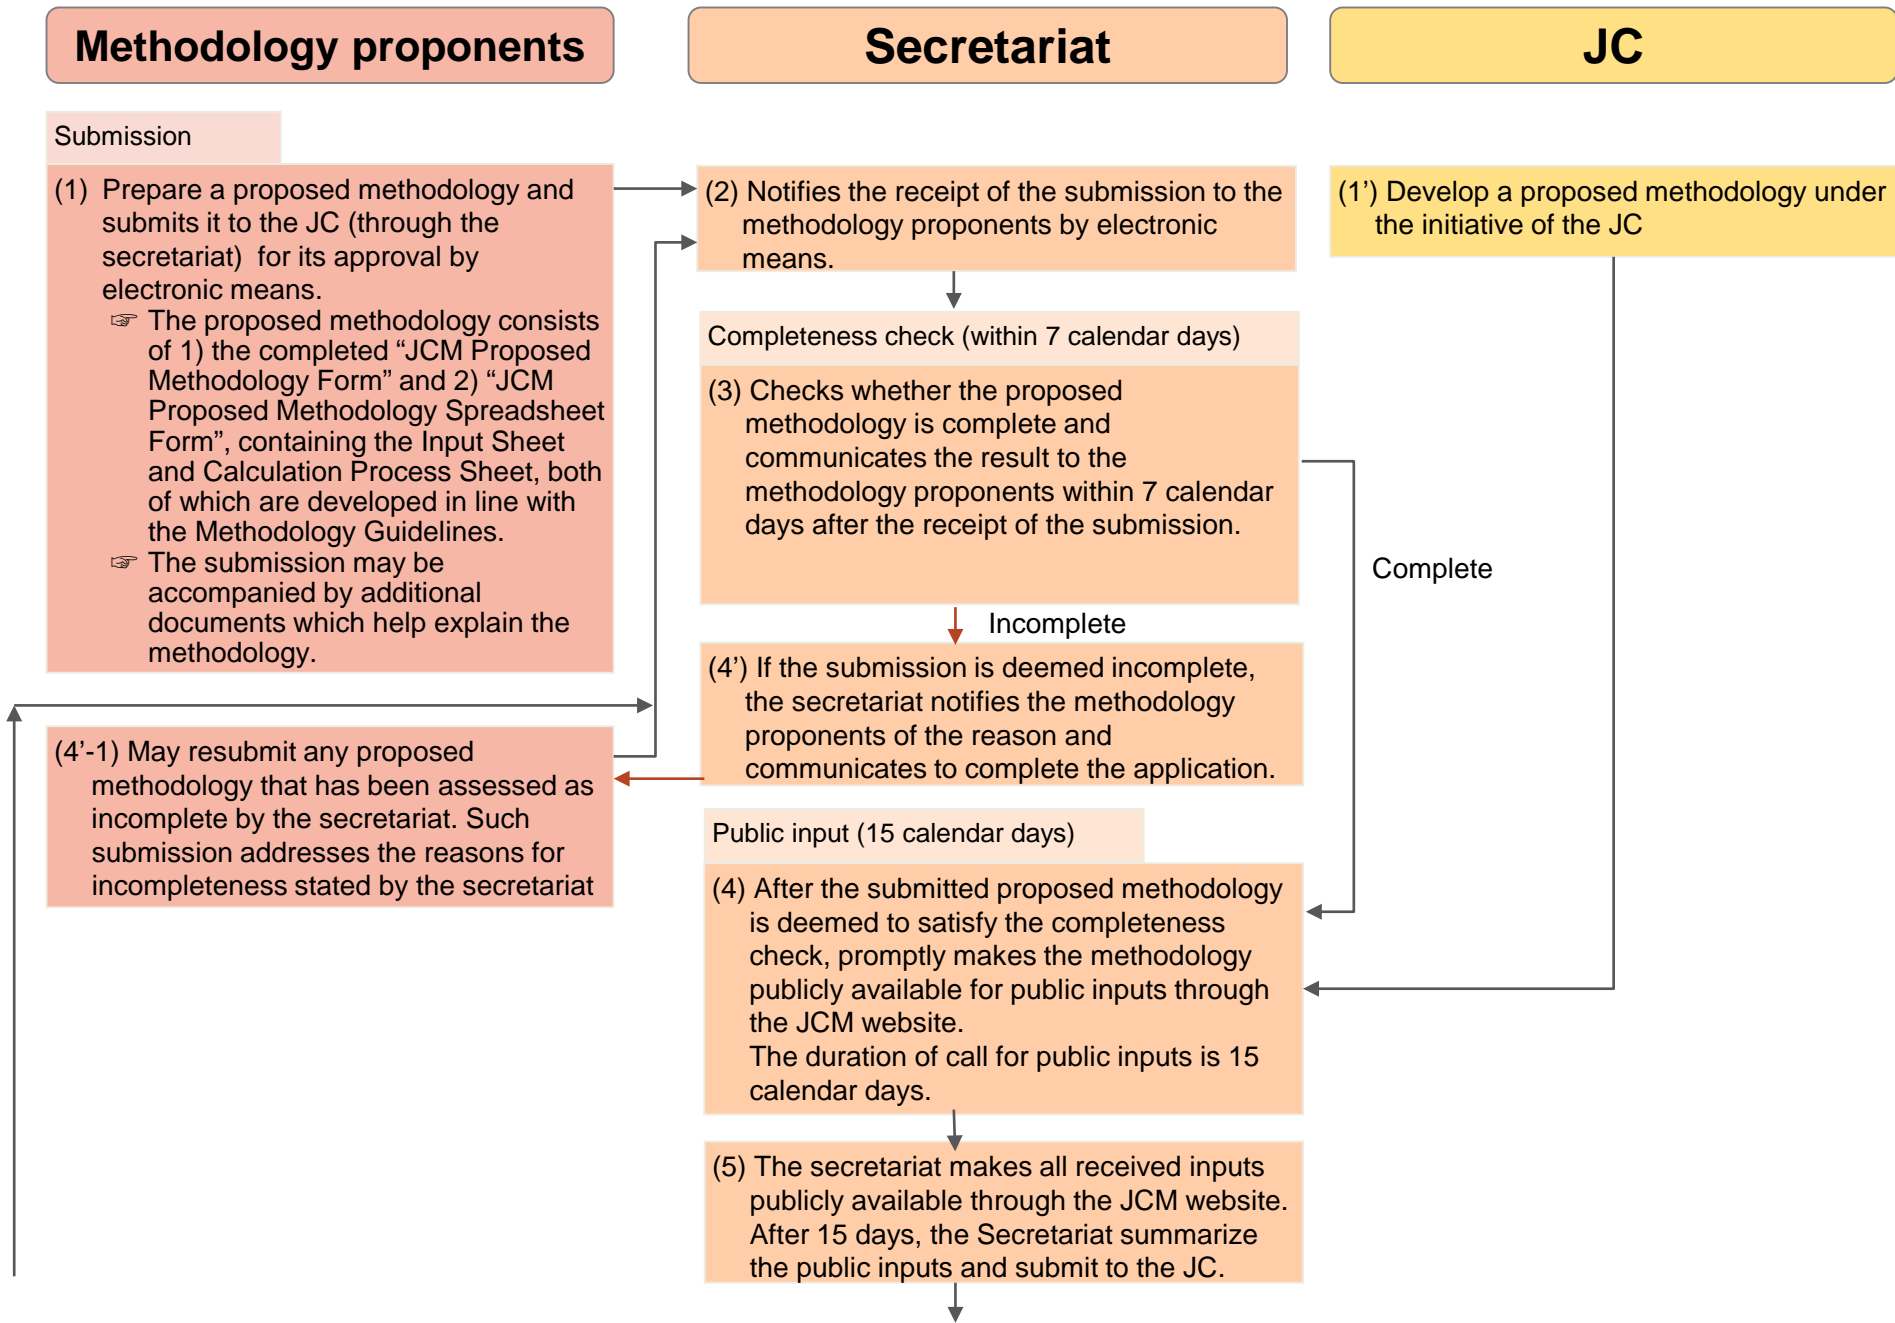 Methodology proponents
Secretariat
JC
Submission
(1) Prepare a proposed methodology and
submits it to the JC (through the
secretariat) for its approval by
electronic means.
☞ The proposed methodology consists
of 1) the completed “JCM Proposed
Methodology Form” and 2) “JCM
Proposed Methodology Spreadsheet
Form”, containing the Input Sheet
and Calculation Process Sheet, both
of which are developed in line with
the Methodology Guidelines.
☞ The submission may be
accompanied by additional
documents which help explain the
methodology.
(2) Notifies the receipt of the submission to the
methodology proponents by electronic
means.
(1’) Develop a proposed methodology under
the initiative of the JC
Completeness check (within 7 calendar days)
(3) Checks whether the proposed
methodology is complete and
communicates the result to the
methodology proponents within 7 calendar
days after the receipt of the submission.
Complete
Incomplete
(4’) If the submission is deemed incomplete,
the secretariat notifies the methodology
proponents of the reason and
communicates to complete the application.
(4’-1) May resubmit any proposed
methodology that has been assessed as
incomplete by the secretariat. Such
submission addresses the reasons for
incompleteness stated by the secretariat
Public input (15 calendar days)
(4) After the submitted proposed methodology
is deemed to satisfy the completeness
check, promptly makes the methodology
publicly available for public inputs through
the JCM website.
The duration of call for public inputs is 15
calendar days.
(5) The secretariat makes all received inputs
publicly available through the JCM website.
After 15 days, the Secretariat summarize
the public inputs and submit to the JC.